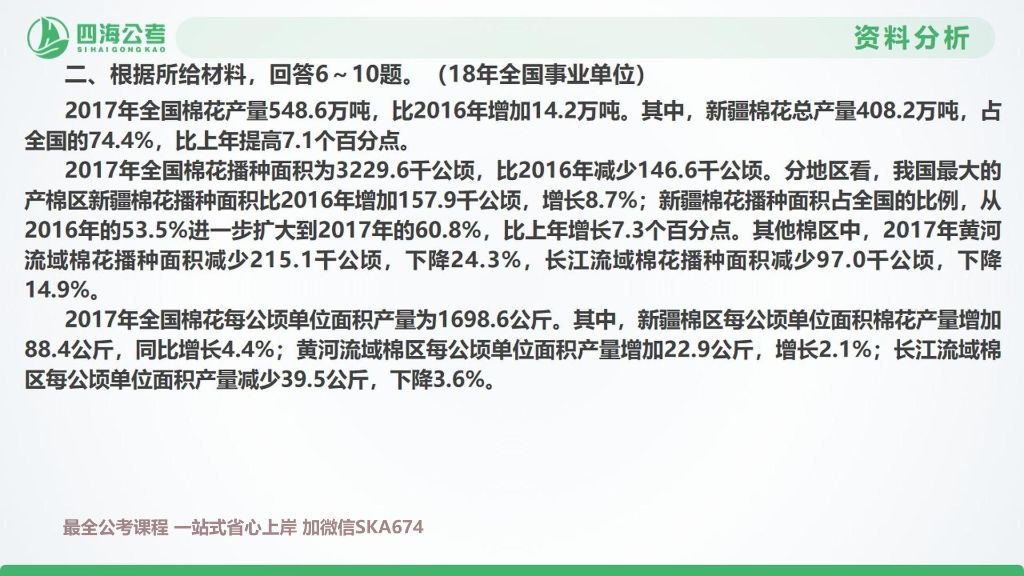 四海公考
SIHAIGONGKAO
资料分析
二、根据所给材料，回答6～10题。（18年全国事业单位）
2017年全国棉花产量548.6万吨，比2016年增加14.2万吨。其中，新疆棉花总产量408.2万吨，占
全国的74.4%，比上年提高7.1个百分点。
2017年全国棉花播种面积为3229.6千公顷，比2016年减少146.6千公顷。分地区看，我国最大的
产棉区新疆棉花播种面积比2016年增加157.9千公顷，增长8.7%；新疆棉花播种面积占全国的比例，从
2016年的53.5%进一步扩大到2017年的60.8%，比上年增长7.3个百分点。其他棉区中，2017年黄河
流域棉花播种面积减少215.1千公顷，下降24.3%，长江流域棉花播种面积减少97.0千公顷，下降
14.9%。
2017年全国棉花每公顷单位面积产量为1698.6公斤。其中，新疆棉区每公顷单位面积棉花产量增加
88.4公斤，同比增长4.4%；黄河流域棉区每公顷单位面积产量增加22.9公斤，增长2.1%；长江流域棉
区每公顷单位面积产量减少39.5公斤，下降3.6%。
最全公考课程 一站式省心上岸 加微信SKA674